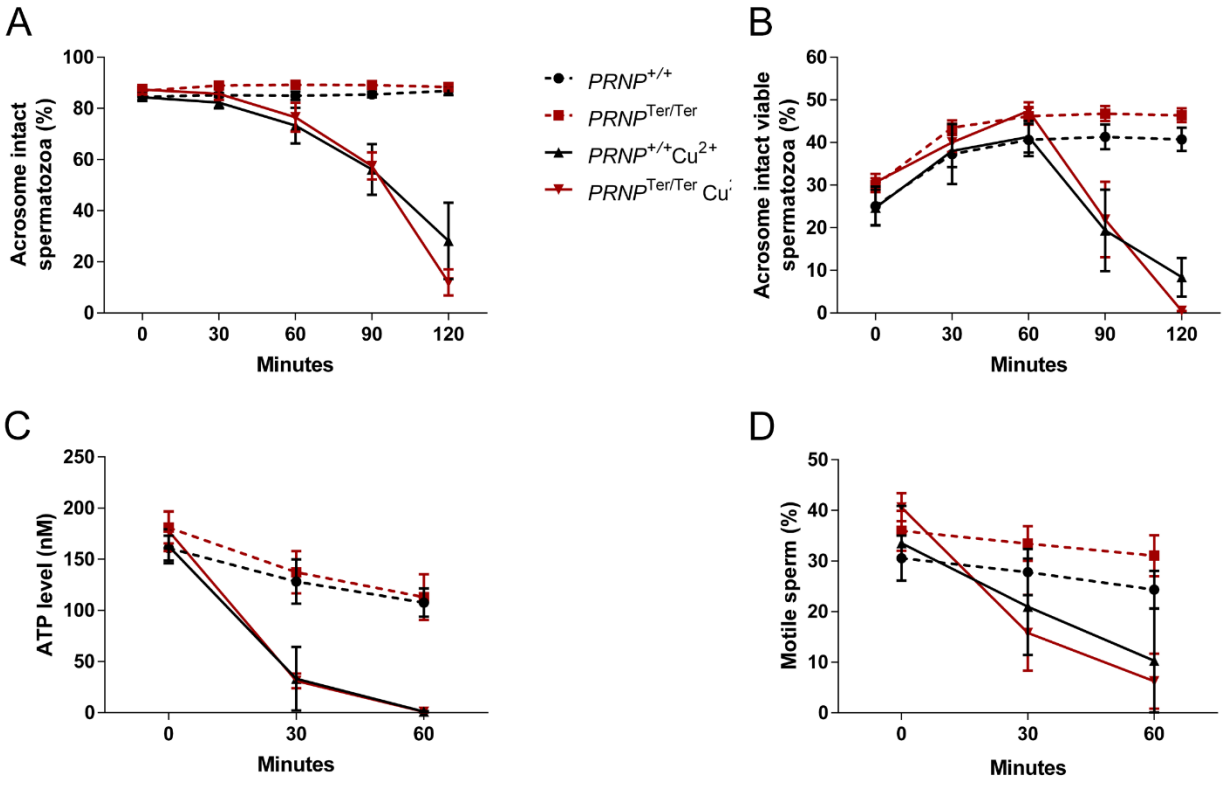 A
Acrosome intact
spermatozoa (%)
100
80
60
40
20
0
0 30 60 90 120
Minutes
PRNP+/+
PRNPTer/Ter
PRNP+/+Cu2+
PRNPTer/Ter Cu
B
Acrosome intact viable
spermatozoa (%)
60
50
40
30
20
10
0
0 30 60 90 120
Minutes
C
ATP level (nM)
250
200
150
100
50
0
0 30 60
Minutes
D
Motile sperm (%)
50
40
30
20
10
0
0 30 60
Minutes